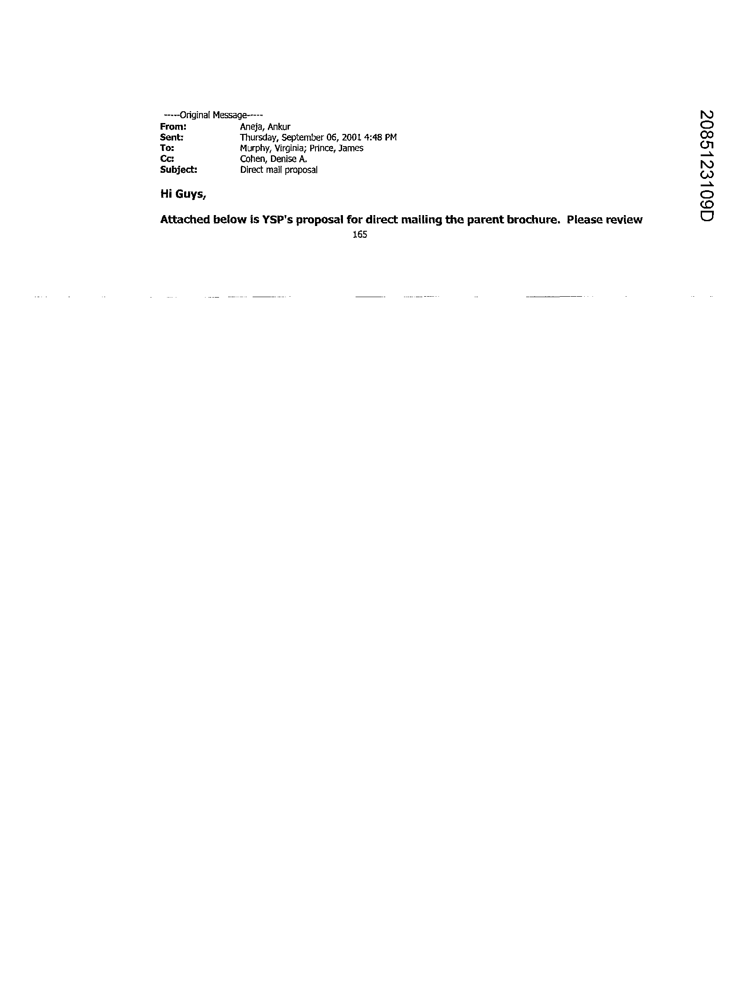 -----Original Message-----
From: Aneja, Ankur
Sent: Thursday, September 06, 2001 4:48 PM
To: Murphy, Virginia; Prince, James
Cc: Cohen, Denise A.
Subject: Direct mail proposal
Hi Guys,
Attached below is YSP's proposal for direct mailing the parent brochure. Please review
165
2085123109D